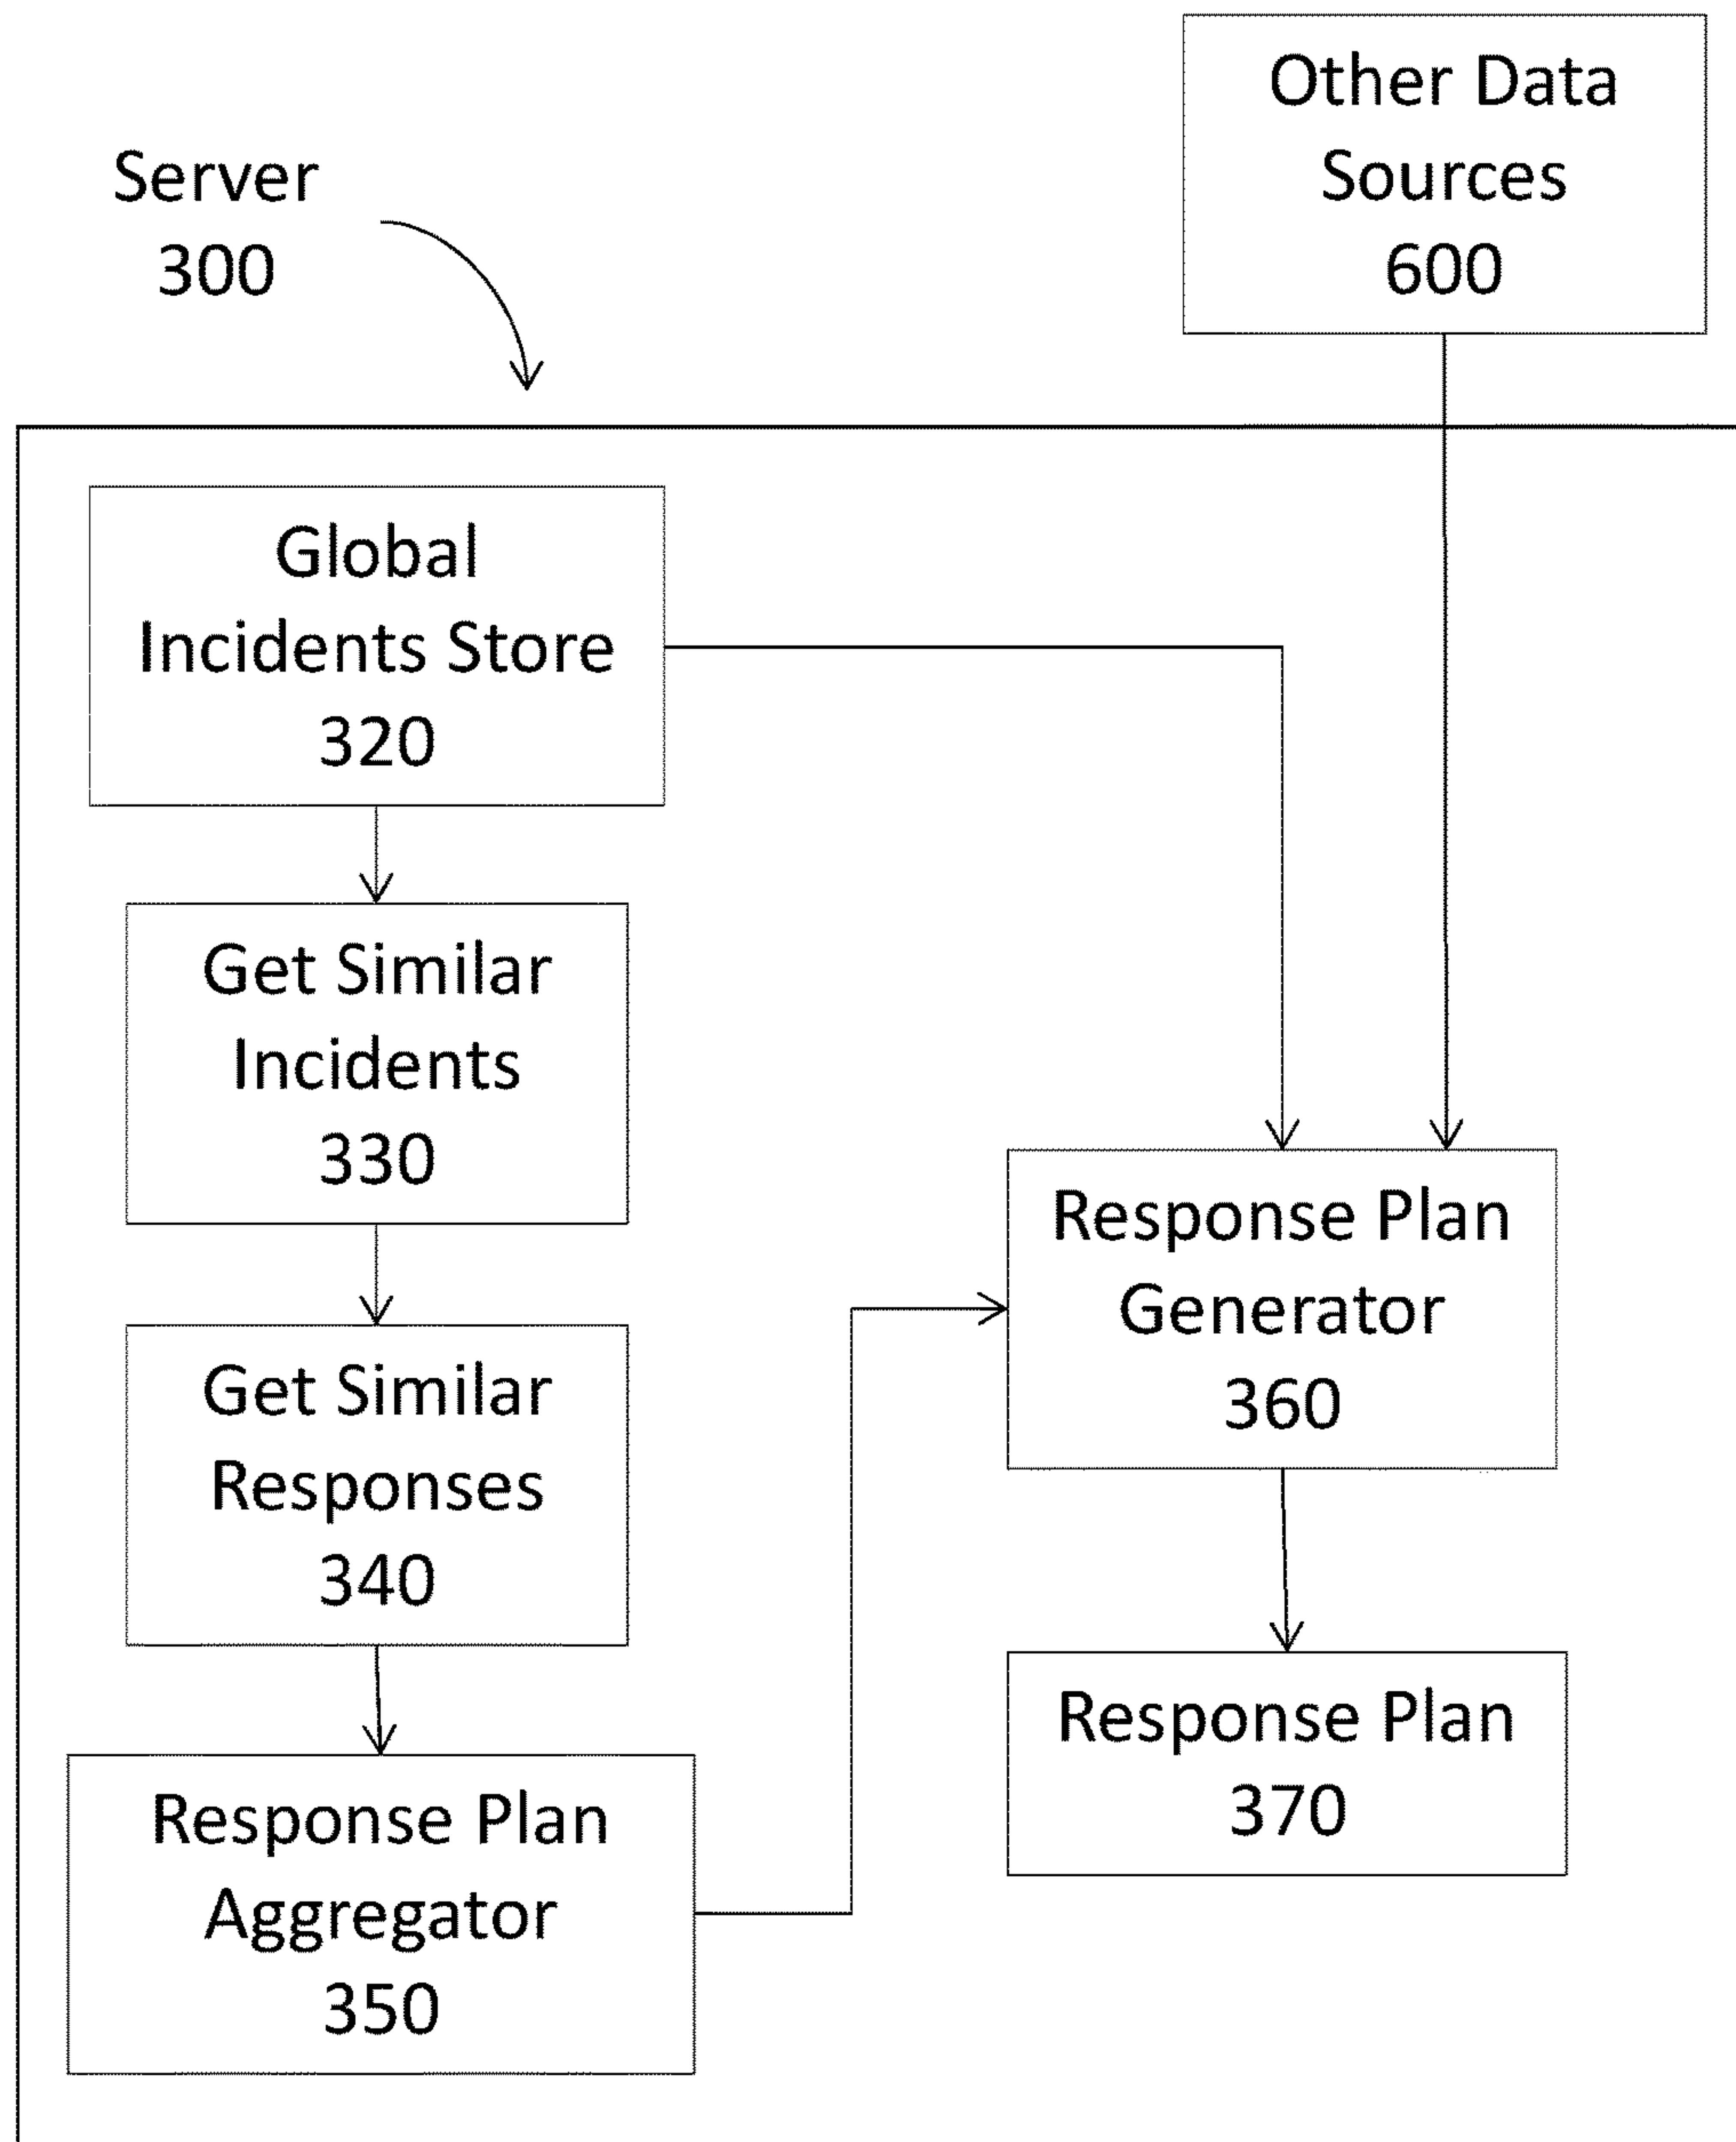 Other Data
Sources
600
Server
300
Global
Incidents Store
320
Get Similar
Incidents
330
Response Plan
Generator
360
Get Similar
Responses
340
Response Plan
370
Response Plan
Aggregator
350